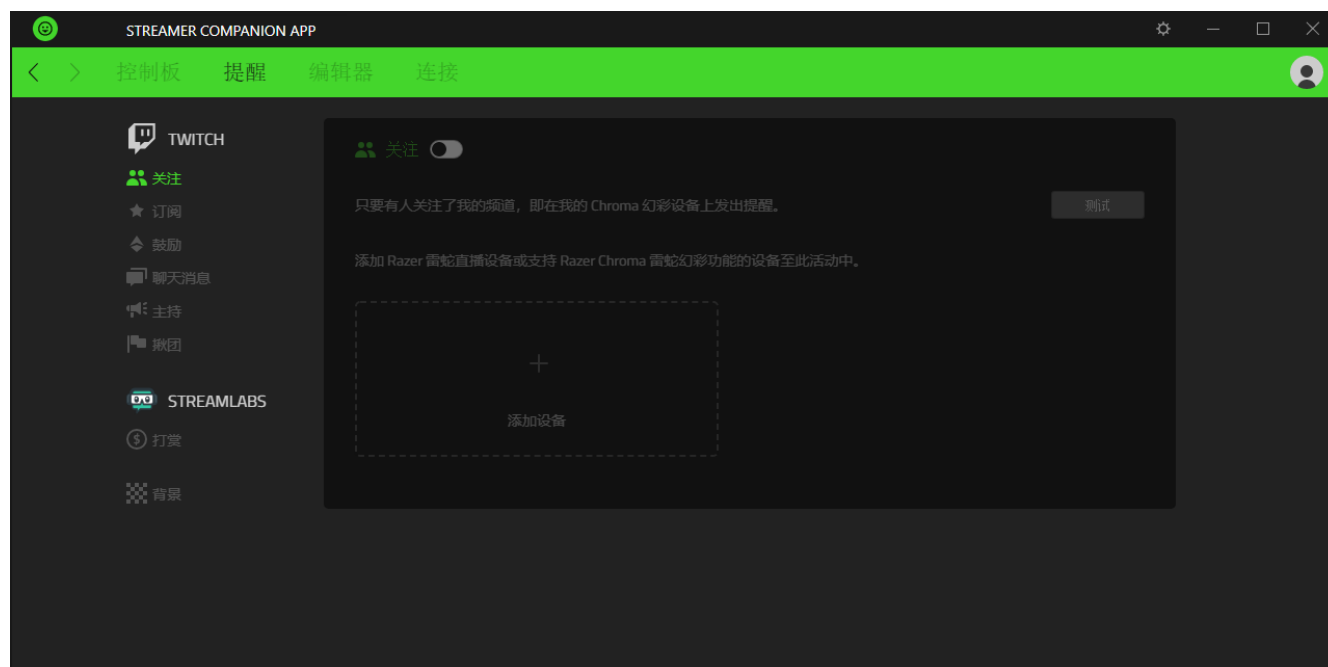 STREAMER COMPANION APP
控制板 提醒 编辑器 连接
TWITCH
关注
订阅
鼓励
聊天消息
主持
揪团
STREAMLABS
打赏
背景
关注
只要有人关注了我的频道，即在我的 Chroma 幻彩设备上发出提醒。
测试
添加 Razer 雷蛇直播设备或支持 Razer Chroma 雷蛇幻彩功能的设备至此活动中。
+
添加设备